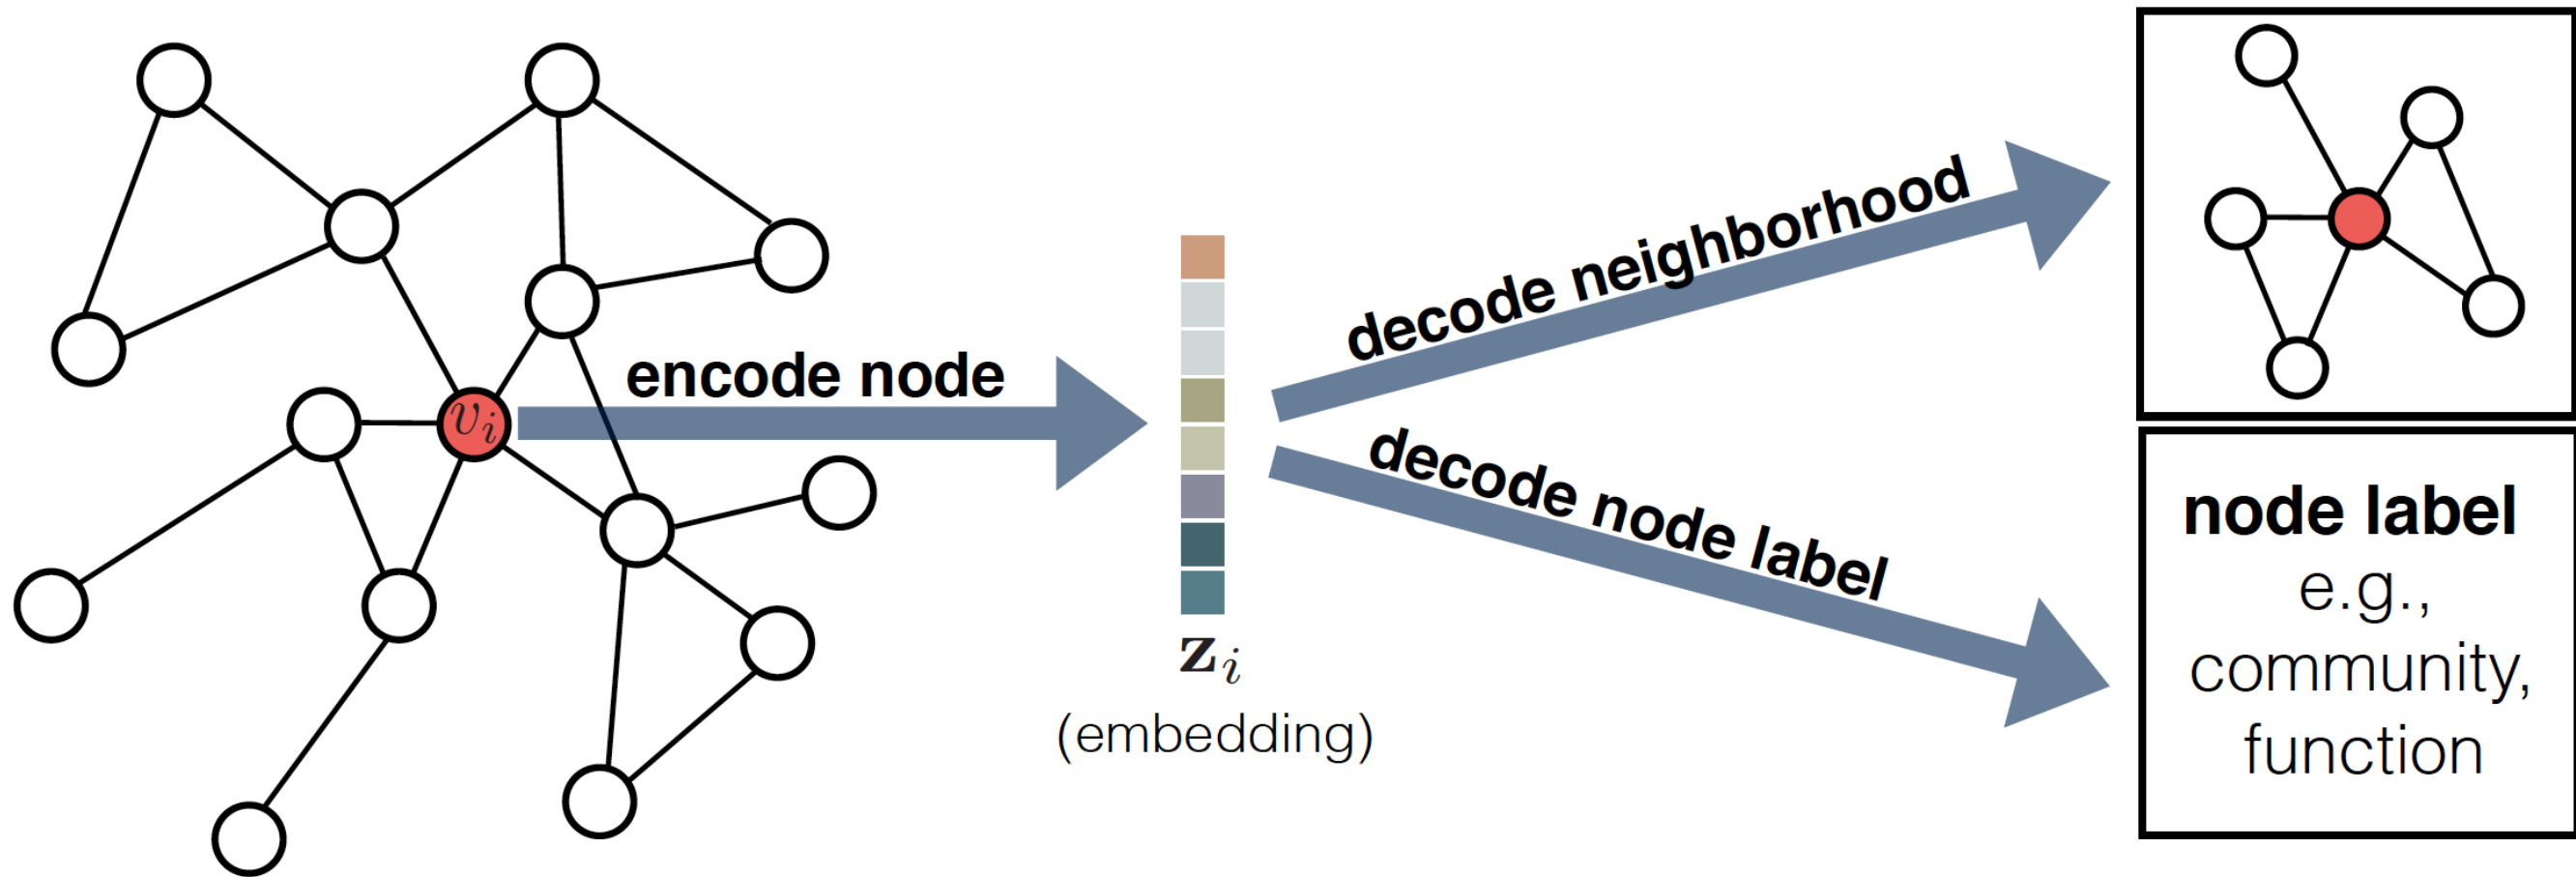 v_i
encode node
z_i
(embedding)
decode neighborhood
decode node label
node label
e.g.,
community,
function